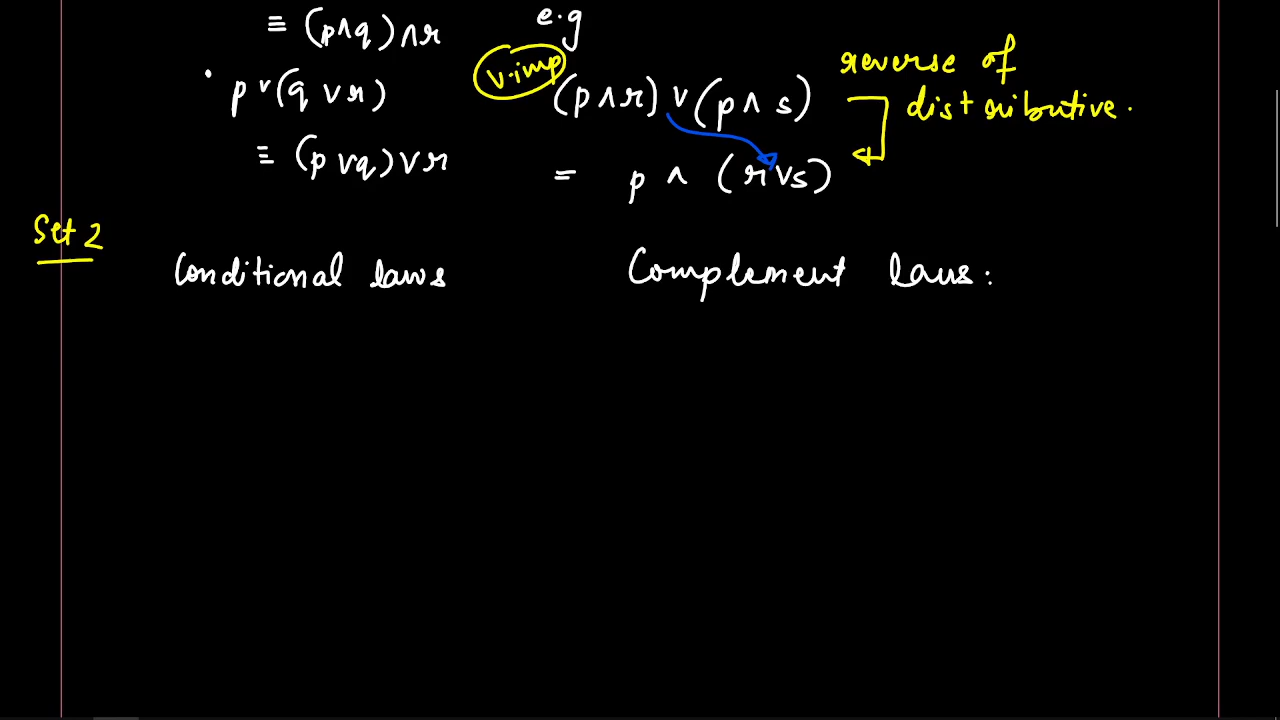 ≡ (p∧q)∧r
p∨(q∨r)
≡ (p∨q)∨r
e.g
v.imp
(p∧r)∨(p∧s)
= p∧(r∨s)
reverse of
distributive.
Set 2
Conditional laws
Complement laws: